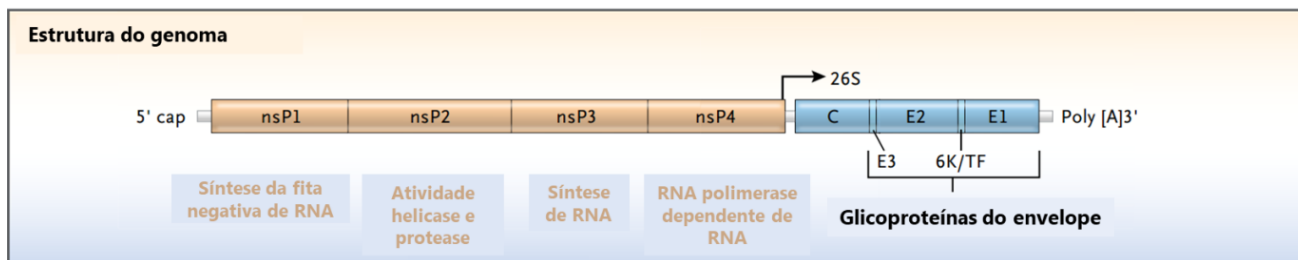 Estrutura do genoma
26S
5' cap
nsP1
nsP2
nsP3
nsP4
C
E2
E1
Poly [A]3'
E3
6K/TF
Síntese da fita
negativa de RNA
Atividade
helicase e
protease
Síntese
de RNA
RNA polimerase
dependente de
RNA
Glicoproteínas do envelope